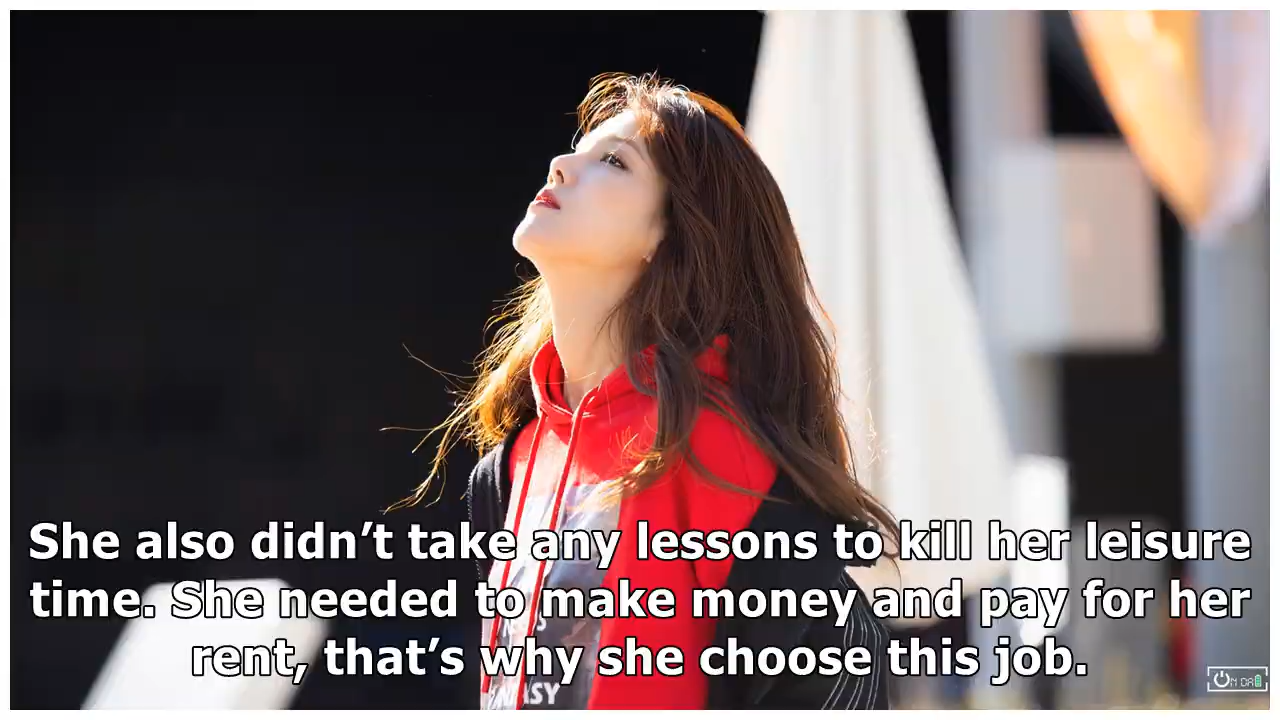 She also didn’t take any lessons to kill her leisure
time. She needed to make money and pay for her
rent, that’s why she choose this job.